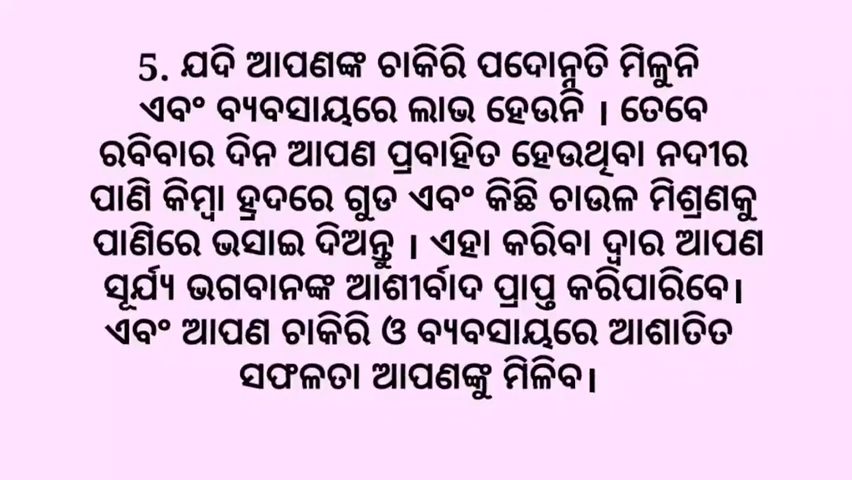 5. ଯଦି ଆପଣଙ୍କ ଚାକିରି ପଦୋନ୍ନତି ମିଳୁନି
ଏବଂ ବ୍ୟବସାୟରେ ଲାଭ ହେଉନି । ତେବେ
ରବିବାର ଦିନ ଆପଣ ପ୍ରବାହିତ ହେଉଥିବା ନଦୀର
ପାଣି କିମ୍ବା ହ୍ରଦରେ ଗୁଡ ଏବଂ କିଛି ଚାଉଳ ମିଶ୍ରଣକୁ
ପାଣିରେ ଭସାଇ ଦିଅନ୍ତୁ । ଏହା କରିବା ଦ୍ୱାର ଆପଣ
ସୂର୍ଯ୍ୟ ଭଗବାନଙ୍କ ଆଶୀର୍ବାଦ ପ୍ରାପ୍ତ କରିପାରିବେ।
ଏବଂ ଆପଣ ଚାକିରି ଓ ବ୍ୟବସାୟରେ ଆଶାତିତ
ସଫଳତା ଆପଣଙ୍କୁ ମିଳିବ।